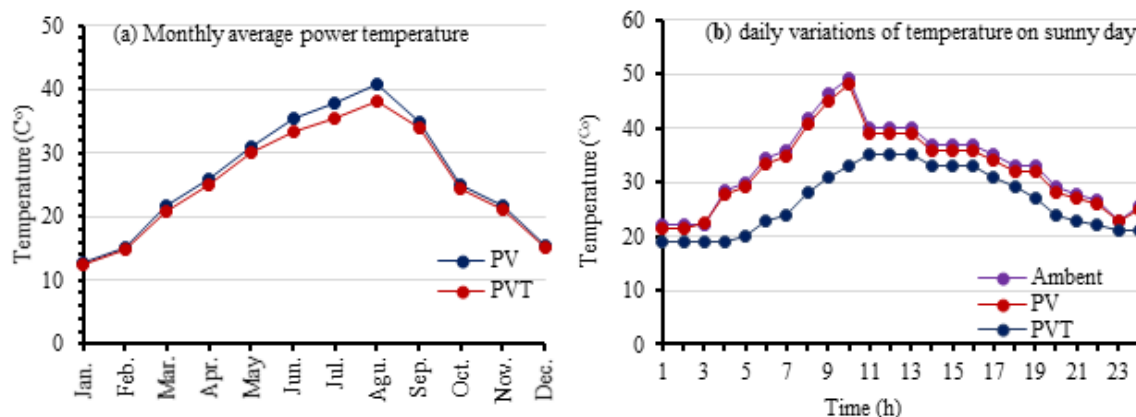 (a) Monthly average power temperature
Temperature (C°)
50
40
30
20
10
0
PV
PVT
Jan.
Feb.
Mar.
Apr.
May
Jun.
Jul.
Agu.
Sep.
Oct.
Nov.
Dec.
(b) daily variations of temperature on sunny day
Temperature (C°)
60
50
40
30
20
10
0
Ambent
PV
PVT
1 3 5 7 9 11 13 15 17 19 21 23
Time (h)